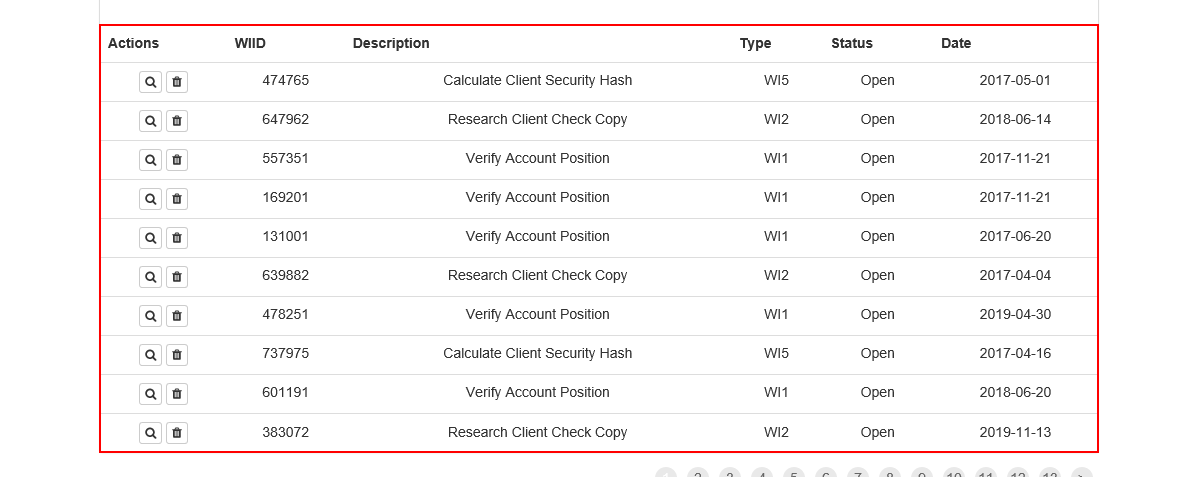 Actions WIID Description Type Status Date
474765 Calculate Client Security Hash WI5 Open 2017-05-01
647962 Research Client Check Copy WI2 Open 2018-06-14
557351 Verify Account Position WI1 Open 2017-11-21
169201 Verify Account Position WI1 Open 2017-11-21
131001 Verify Account Position WI1 Open 2017-06-20
639882 Research Client Check Copy WI2 Open 2017-04-04
478251 Verify Account Position WI1 Open 2019-04-30
737975 Calculate Client Security Hash WI5 Open 2017-04-16
601191 Verify Account Position WI1 Open 2018-06-20
383072 Research Client Check Copy WI2 Open 2019-11-13
1 2 3 4 5 6 7 8 9 10 11 12 13 >